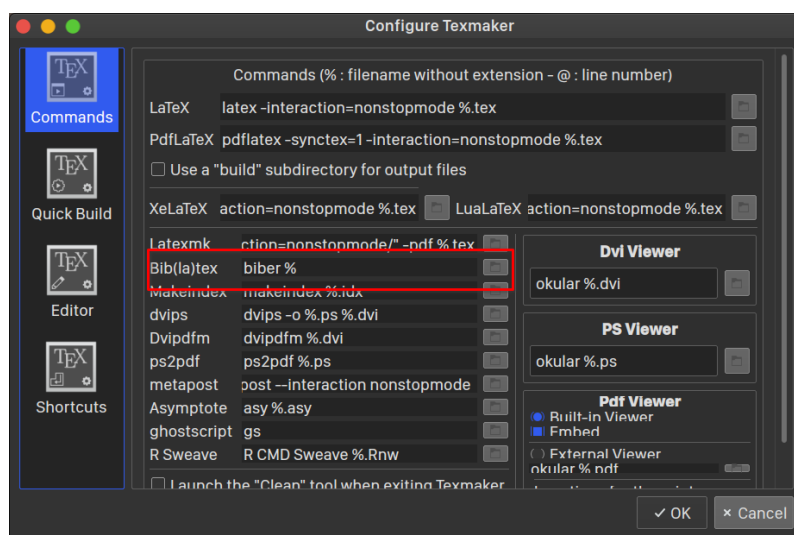 Configure Texmaker
TEX
Commands
TEX
Quick Build
TEX
Editor
TEX
Shortcuts
Commands (% : filename without extension - @ : line number)
LaTeX latex -interaction=nonstopmode %.tex
PdfLaTeX pdflatex -synctex=1 -interaction=nonstopmode %.tex
Use a "build" subdirectory for output files
XeLaTeX action=nonstopmode %.tex LuaLaTeX action=nonstopmode %.tex
Latexmk ction=nonstopmode/" -pdf %.tex
Bib(la)tex biber %
Makeindex makeindex %.idx
dvips dvips -o %.ps %.dvi
Dvipdfm dvipdfm %.dvi
ps2pdf ps2pdf %.ps
metapost post --interaction nonstopmode
Asymptote asy %.asy
ghostscript gs
R Sweave R CMD Sweave %.Rnw
Launch the "Clean" tool when exiting Texmaker
Dvi Viewer
okular %.dvi
PS Viewer
okular %.ps
Pdf Viewer
Built-in Viewer
Embed
External Viewer
okular %.pdf
OK
Cancel